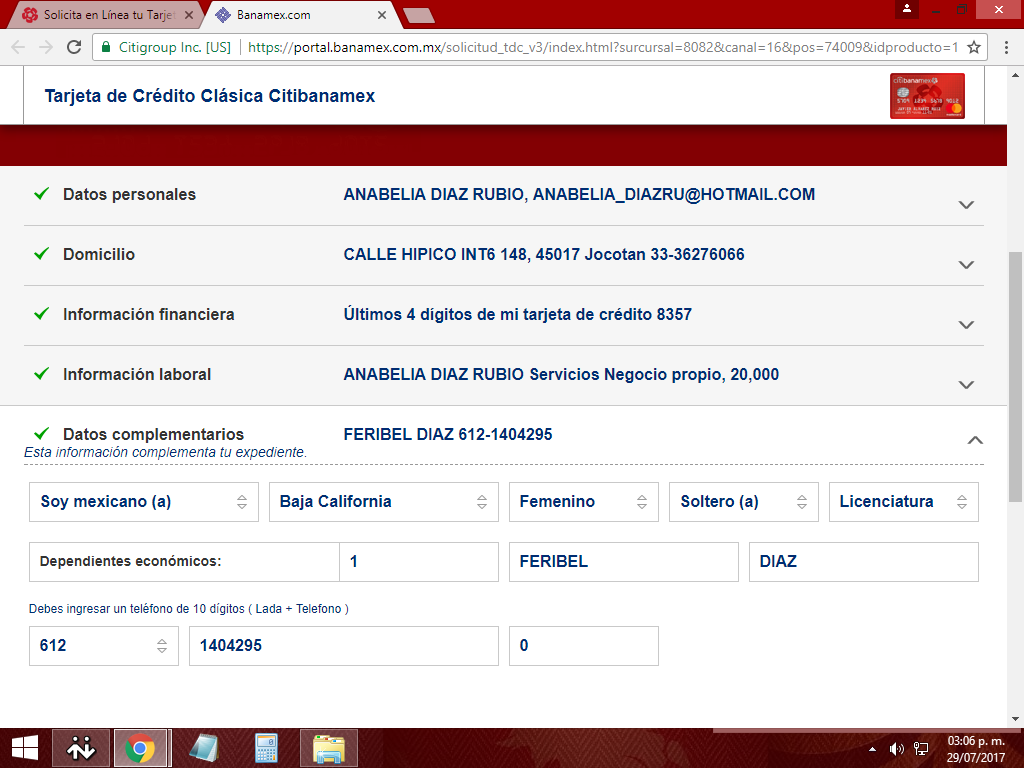 Solicita en Línea tu Tarjet
Banamex.com
Citigroup Inc. [US]
https://portal.banamex.com.mx/solicitud_tdc_v3/index.html?surcursal=8082&canal=16&pos=74009&idproducto=1
Tarjeta de Crédito Clásica Citibanamex
citibanamex
Datos personales ANABELIA DIAZ RUBIO, ANABELIA_DIAZRU@HOTMAIL.COM
Domicilio CALLE HIPICO INT6 148, 45017 Jocotan 33-36276066
Información financiera Últimos 4 dígitos de mi tarjeta de crédito 8357
Información laboral ANABELIA DIAZ RUBIO Servicios Negocio propio, 20,000
Datos complementarios FERIBEL DIAZ 612-1404295
Esta información complementa tu expediente.
Soy mexicano (a) Baja California Femenino Soltero (a) Licenciatura
Dependientes económicos: 1 FERIBEL DIAZ
Debes ingresar un teléfono de 10 dígitos ( Lada + Telefono )
612 1404295 0
03:06 p. m.
29/07/2017